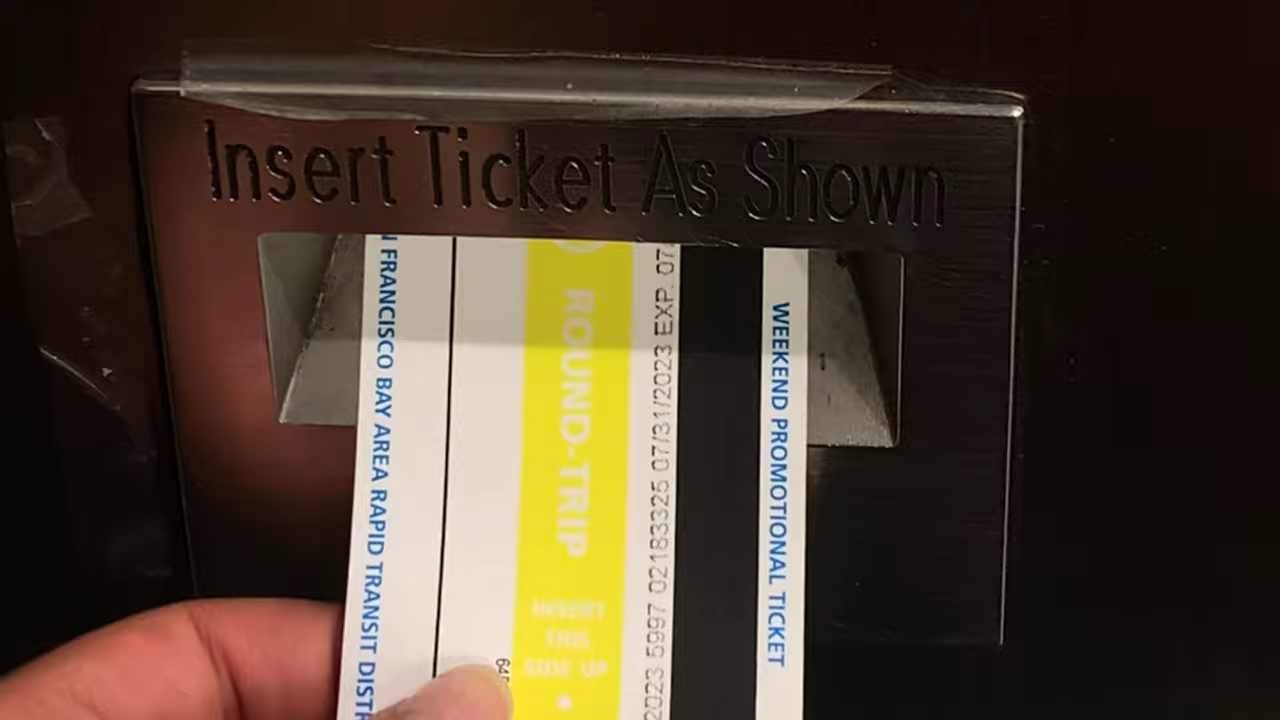 Insert Ticket As Shown
FRANCISCO BAY AREA RAPID TRANSIT
ROUND-TRIP
INSERT
THIS
SIDE UP
2023 5997 02183325 07/31/2023 EXP. 07
WEEKEND PROMOTIONAL TICKET